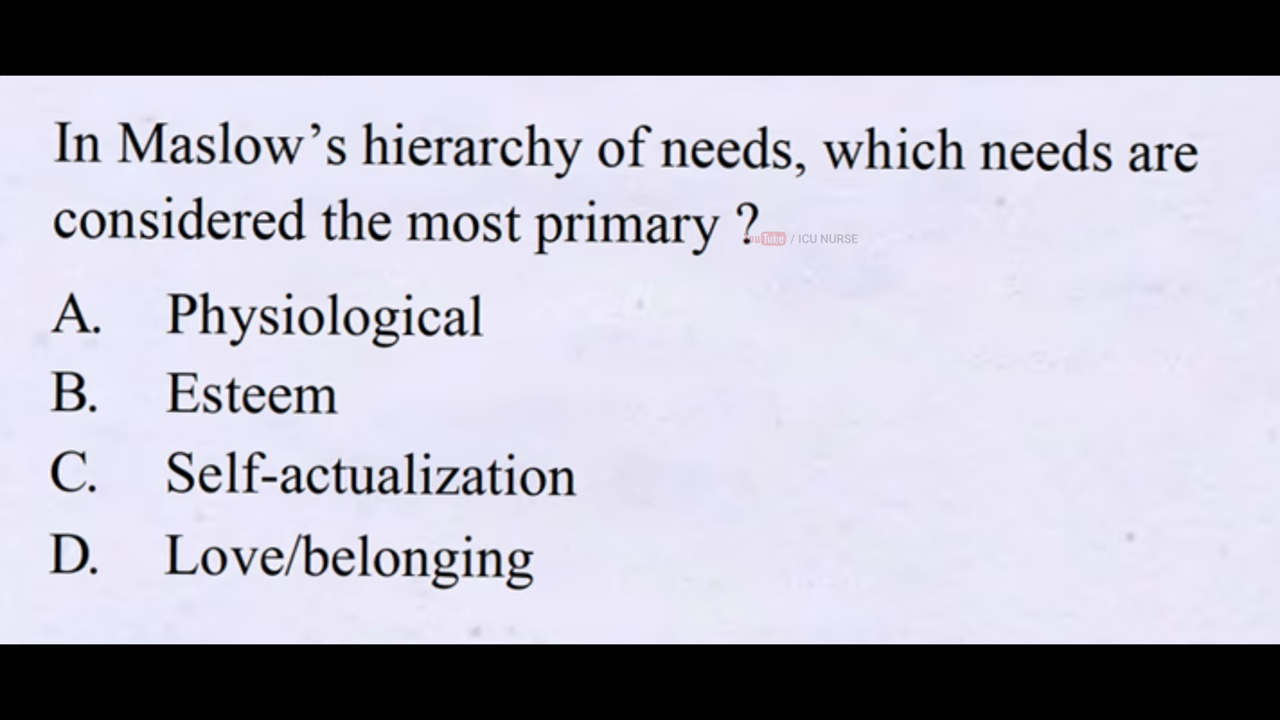 In Maslow’s hierarchy of needs, which needs are
considered the most primary ?
YouTube / ICU NURSE
A. Physiological
B. Esteem
C. Self-actualization
D. Love/belonging